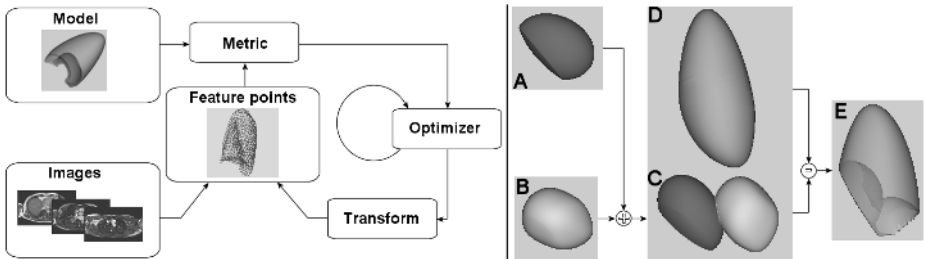 Model
Metric
Feature points
Optimizer
Images
Transform
A
B
D
C
E